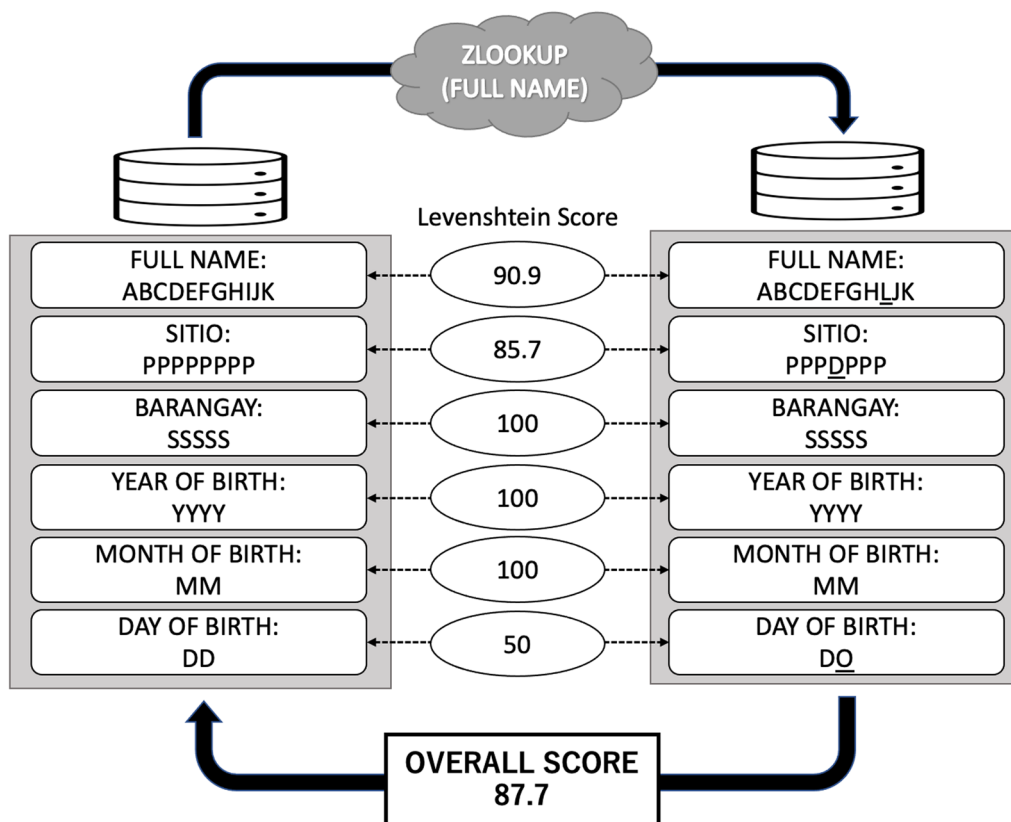 ZLOOKUP
(FULL NAME)
Levenshtein Score
FULL NAME:
ABCDEFGHIJK
90.9
FULL NAME:
ABCDEFGHLJK
SITIO:
PPPPPPPP
85.7
SITIO:
PPPDPPP
BARANGAY:
SSSSS
100
BARANGAY:
SSSSS
YEAR OF BIRTH:
YYYY
100
YEAR OF BIRTH:
YYYY
MONTH OF BIRTH:
MM
100
MONTH OF BIRTH:
MM
DAY OF BIRTH:
DD
50
DAY OF BIRTH:
DO
OVERALL SCORE
87.7